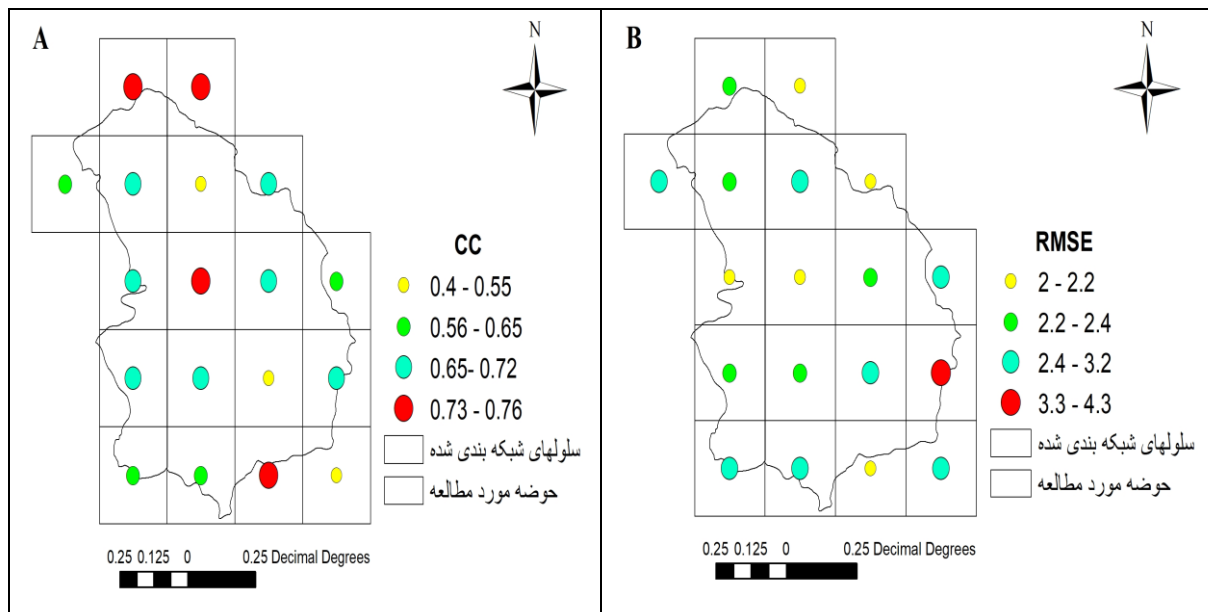 A
N
CC
0.4 - 0.55
0.56 - 0.65
0.65- 0.72
0.73 - 0.76
سلولهای شبکه بندی شده
حوضه مورد مطالعه
0.25 0.125 0 0.25 Decimal Degrees
B
N
RMSE
2 - 2.2
2.2 - 2.4
2.4 - 3.2
3.3 - 4.3
سلولهای شبکه بندی شده
حوضه مورد مطالعه
0.25 0.125 0 0.25 Decimal Degrees